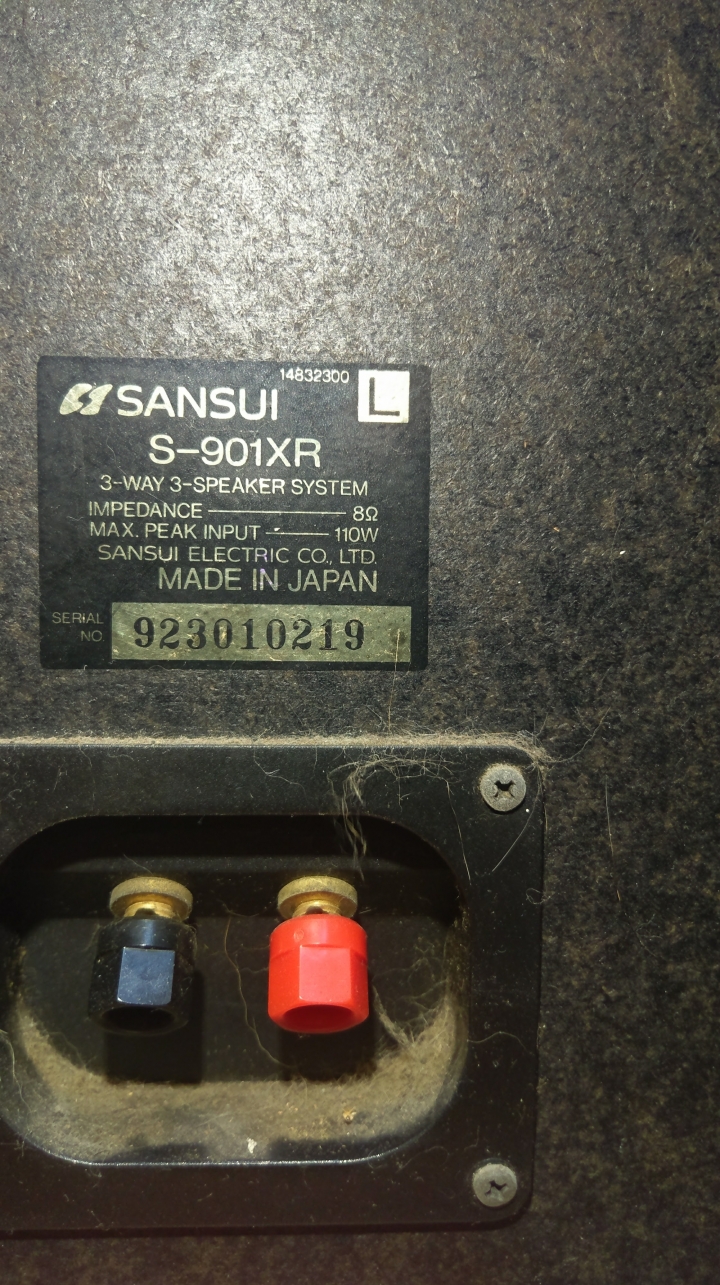 14832300 L
SANSUI
S-901XR
3-WAY 3-SPEAKER SYSTEM
IMPEDANCE 8Ω
MAX. PEAK INPUT 110W
SANSUI ELECTRIC CO., LTD.
MADE IN JAPAN
SERIAL NO. 923010219